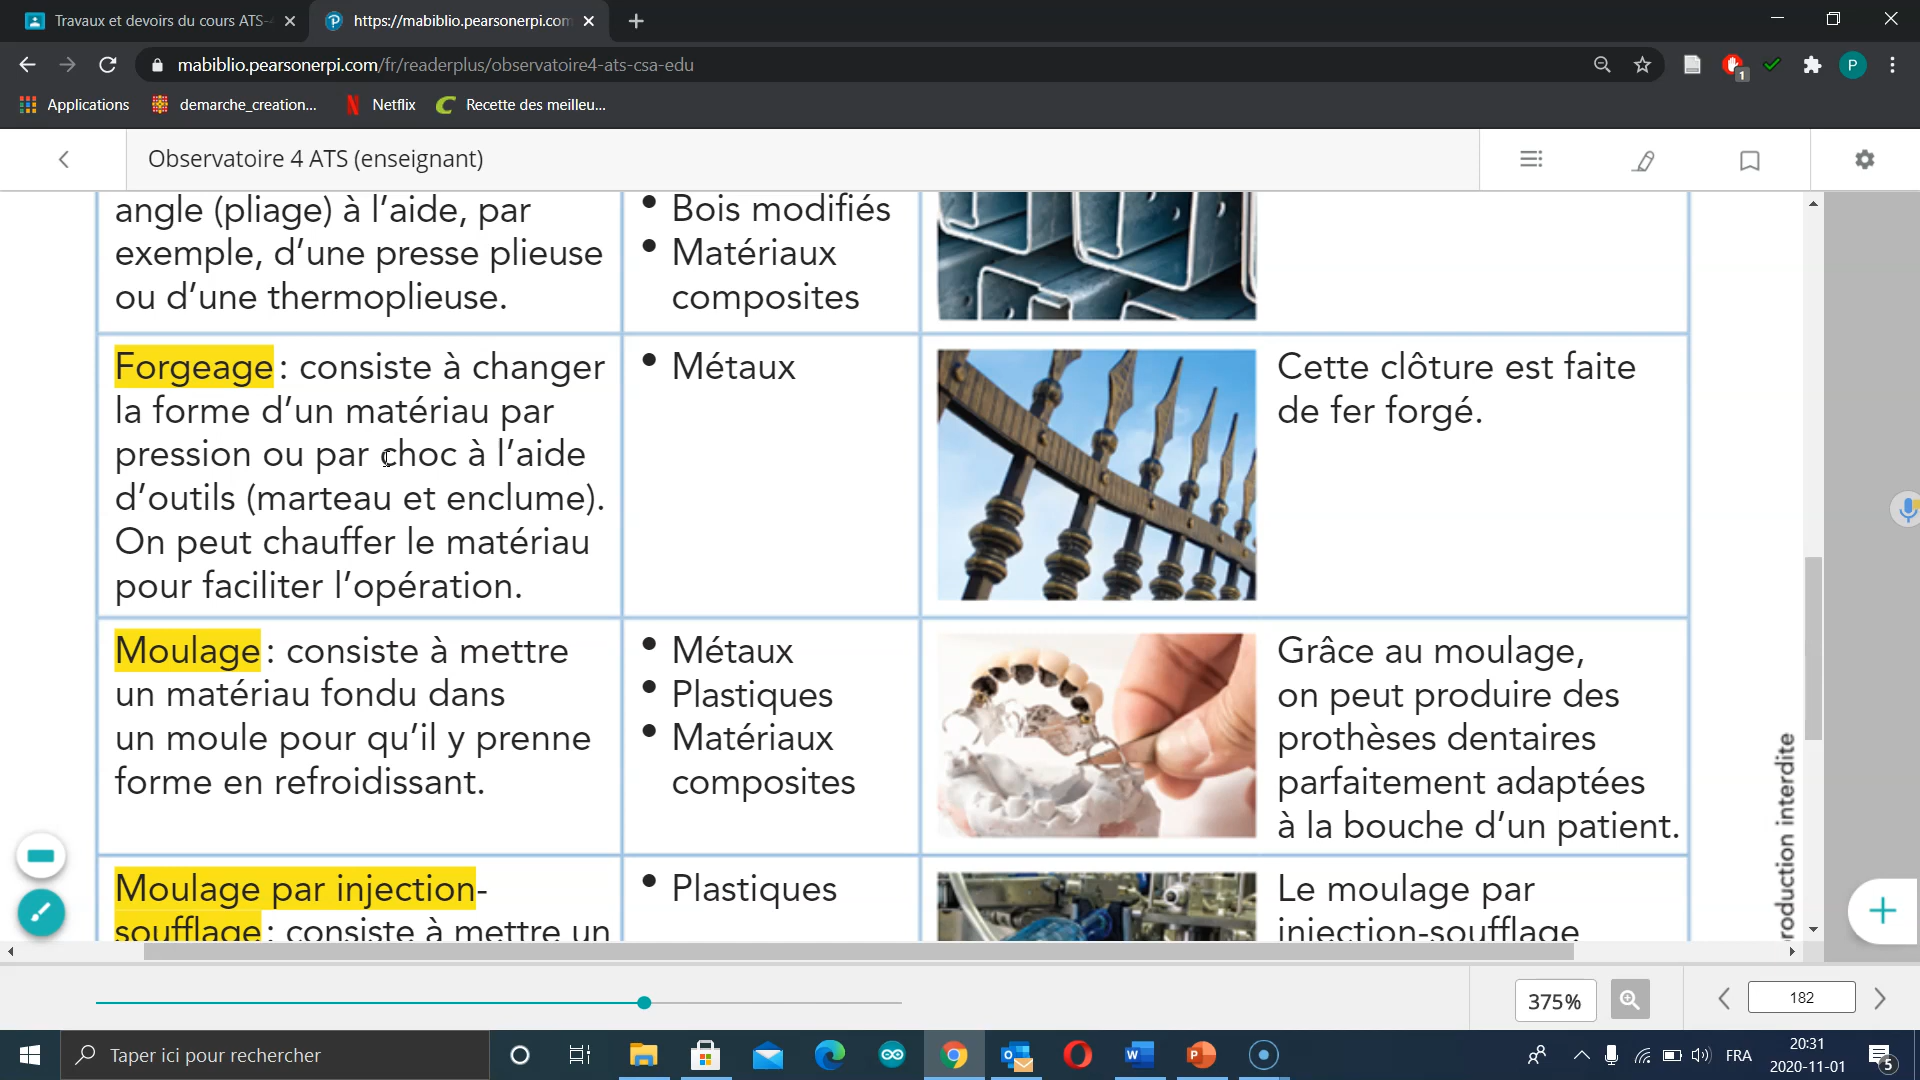 Travaux et devoirs du cours ATS-
https://mabiblio.pearsonerpi.com
mabiblio.pearsonerpi.com/fr/readerplus/observatoire4-ats-csa-edu
1
P
Applications
demarche_creation...
Netflix
Recette des meilleu...
Observatoire 4 ATS (enseignant)
angle (pliage) à l'aide, par
exemple, d'une presse plieuse
ou d'une thermoplieuse.
• Bois modifiés
• Matériaux
composites
Forgeage : consiste à changer
la forme d'un matériau par
pression ou par choc à l'aide
d'outils (marteau et enclume).
On peut chauffer le matériau
pour faciliter l'opération.
• Métaux
Cette clôture est faite
de fer forgé.
Moulage : consiste à mettre
un matériau fondu dans
un moule pour qu'il y prenne
forme en refroidissant.
• Métaux
• Plastiques
• Matériaux
composites
Grâce au moulage,
on peut produire des
prothèses dentaires
parfaitement adaptées
à la bouche d'un patient.
Moulage par injection-
soufflage : consiste à mettre un
• Plastiques
Le moulage par
injection-soufflage
roduction interdite
375%
182
Taper ici pour rechercher
FRA
20:31
2020-11-01
5